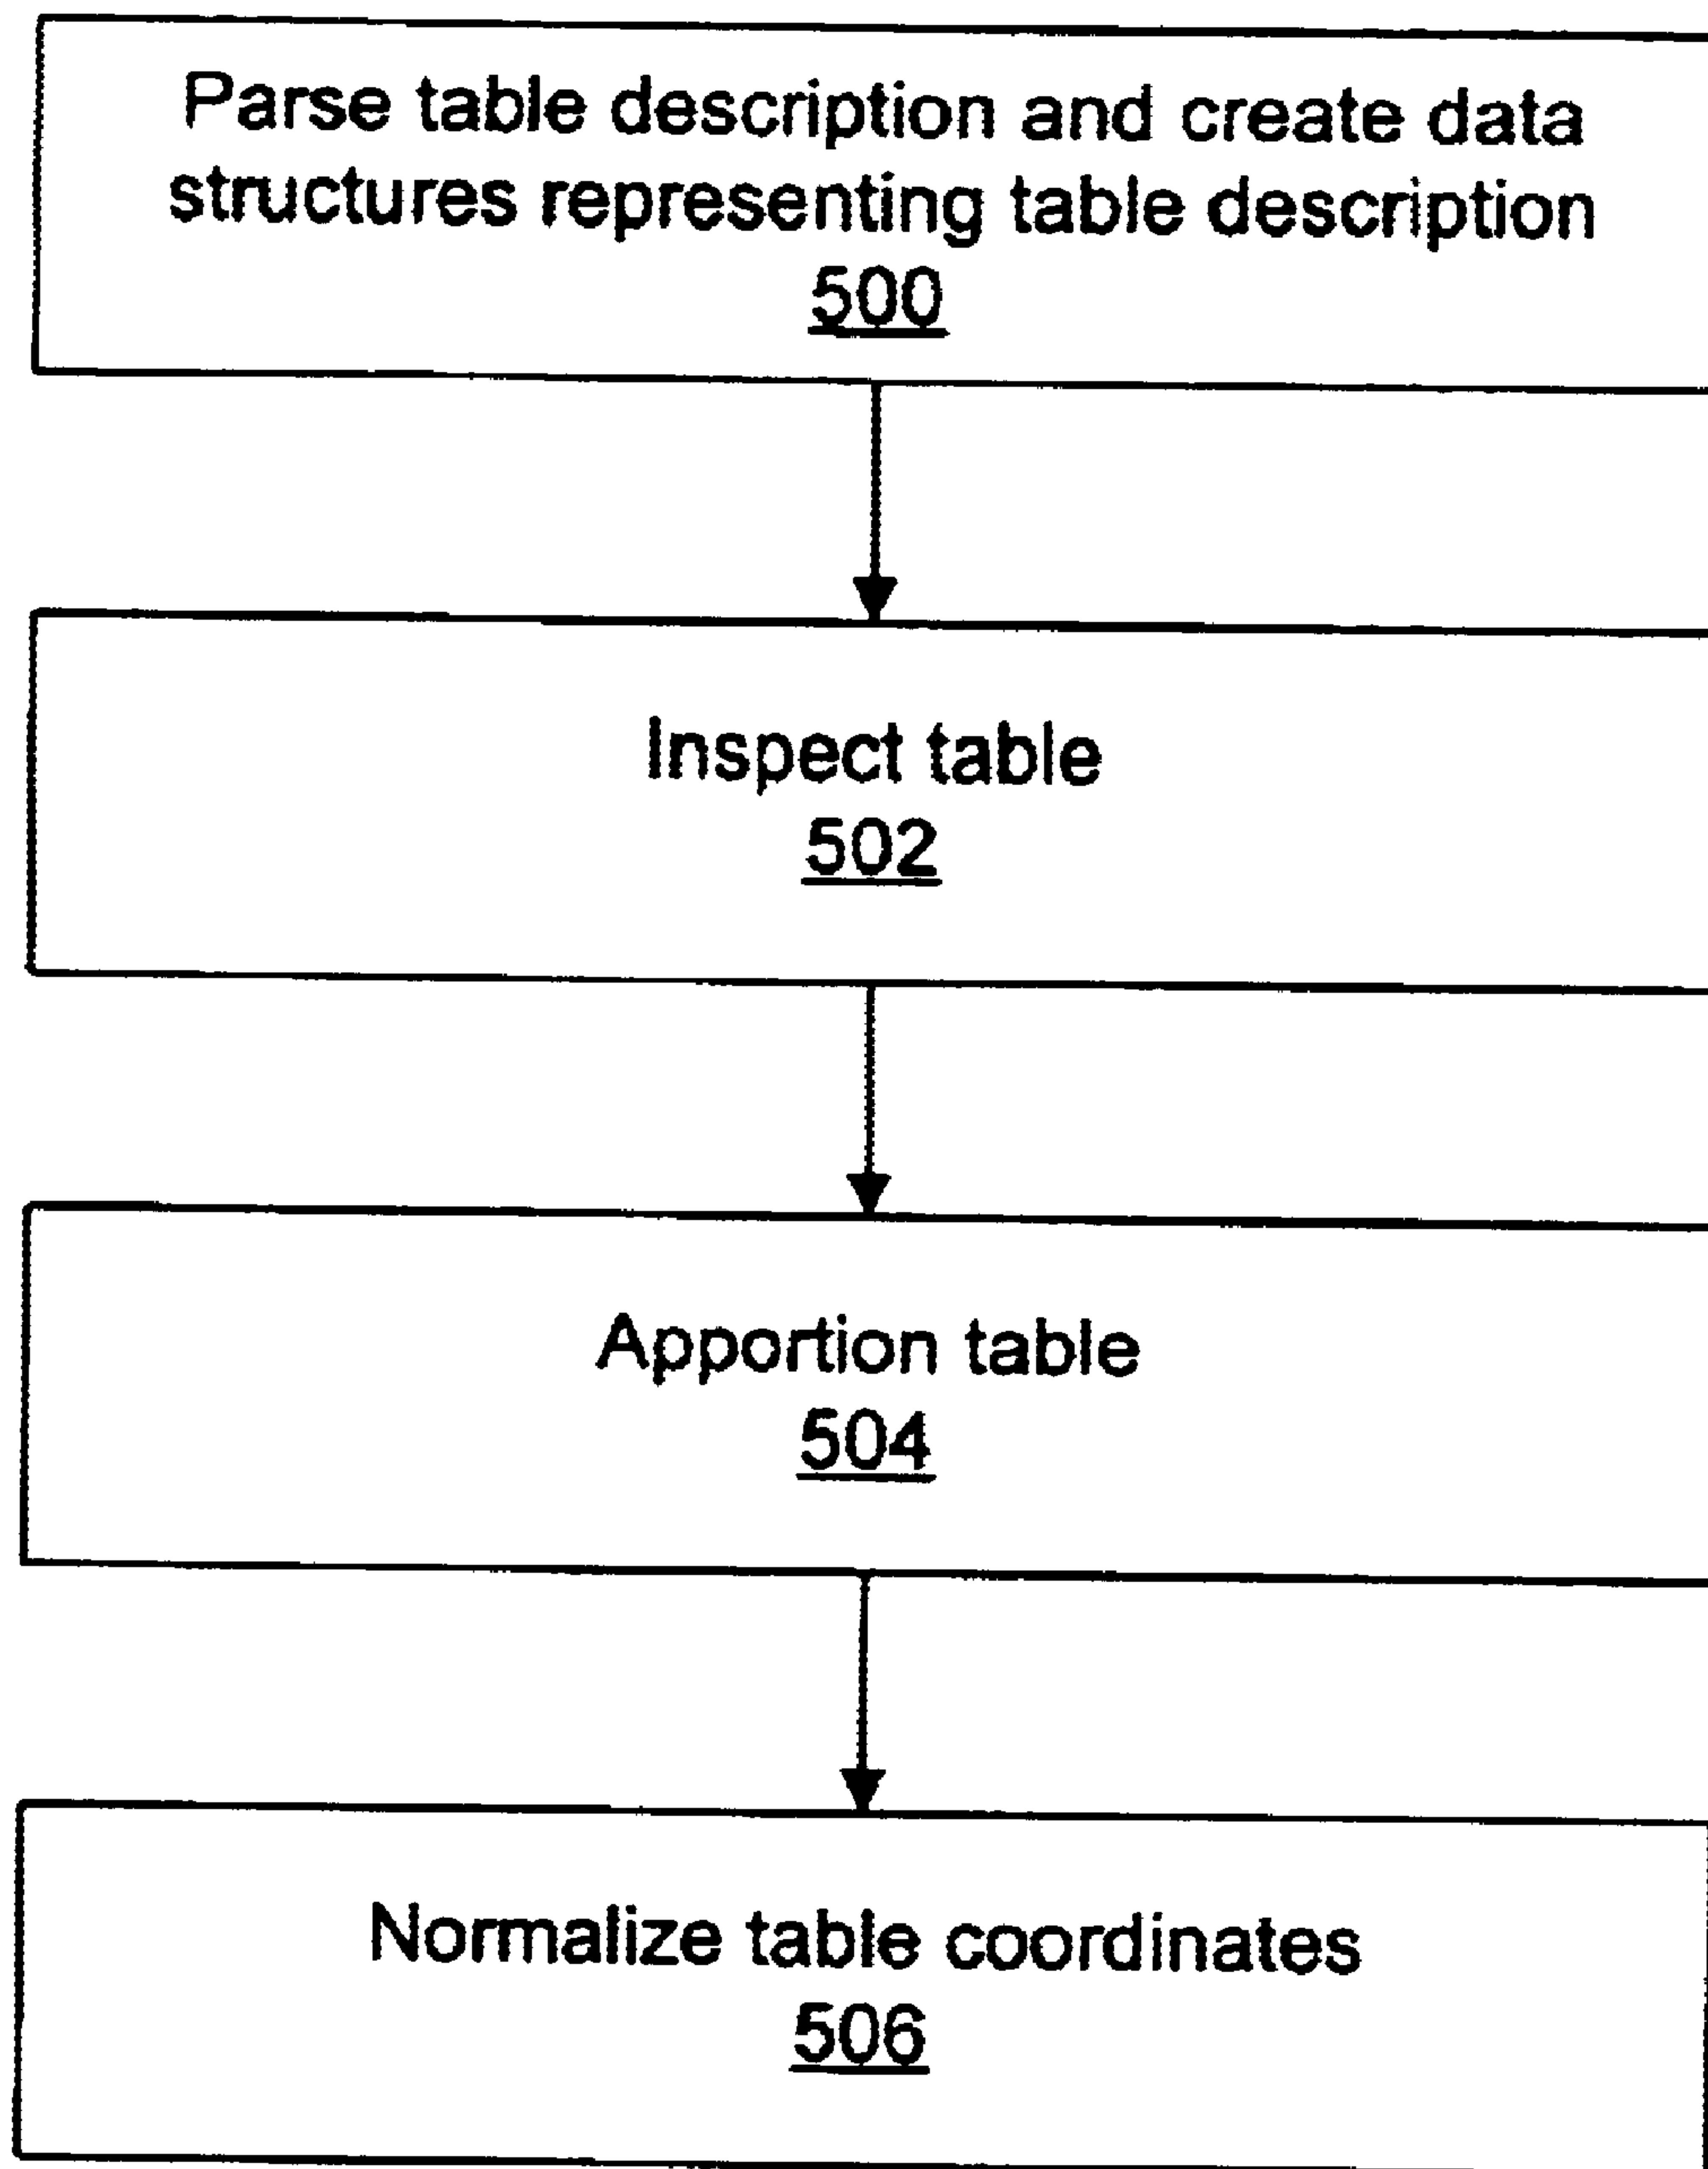 Parse table description and create data
structures representing table description
500
Inspect table
502
Apportion table
504
Normalize table coordinates
506